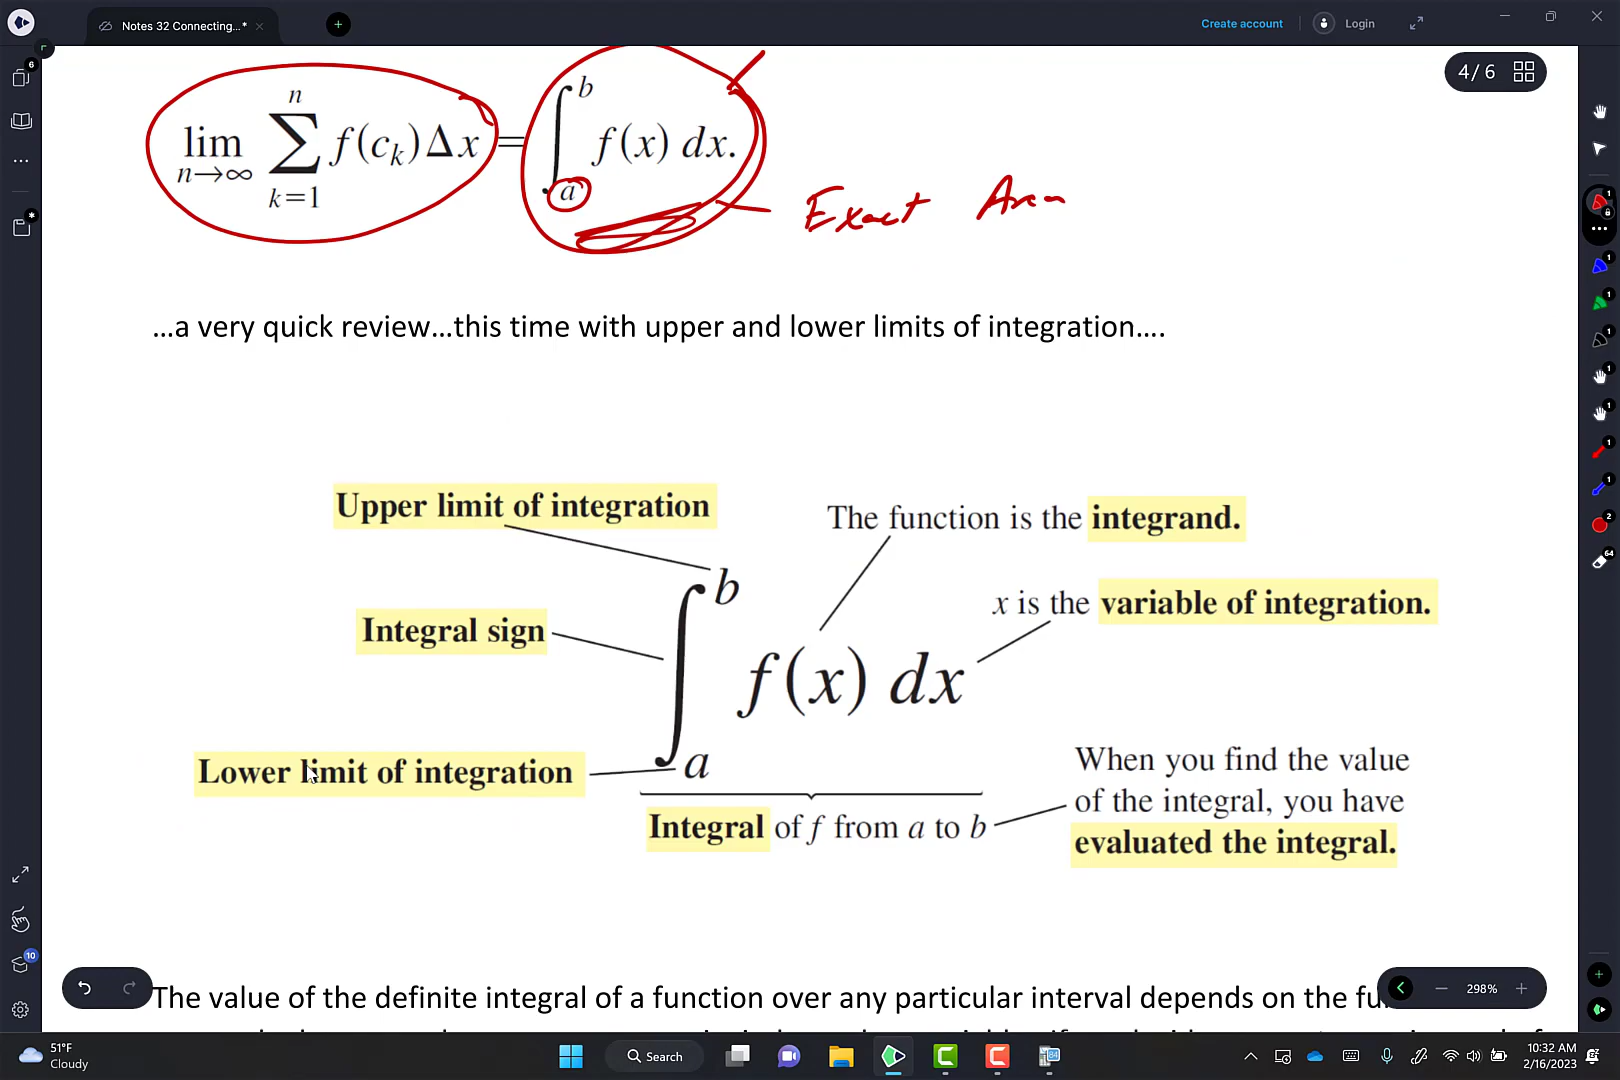 Notes 32 Connecting...*
Create account
Login
4 / 6
lim n→∞ n∑k=1 f(cₖ)Δx = ∫ₐᵇ f(x) dx.
Exact Area
...a very quick review...this time with upper and lower limits of integration....
Upper limit of integration
The function is the integrand.
x is the variable of integration.
Integral sign
∫ₐᵇ f(x) dx
Lower limit of integration
When you find the value
of the integral, you have
evaluated the integral.
Integral of f from a to b
The value of the definite integral of a function over any particular interval depends on the
298%
51°F
Cloudy
Search
10:32 AM
2/16/2023